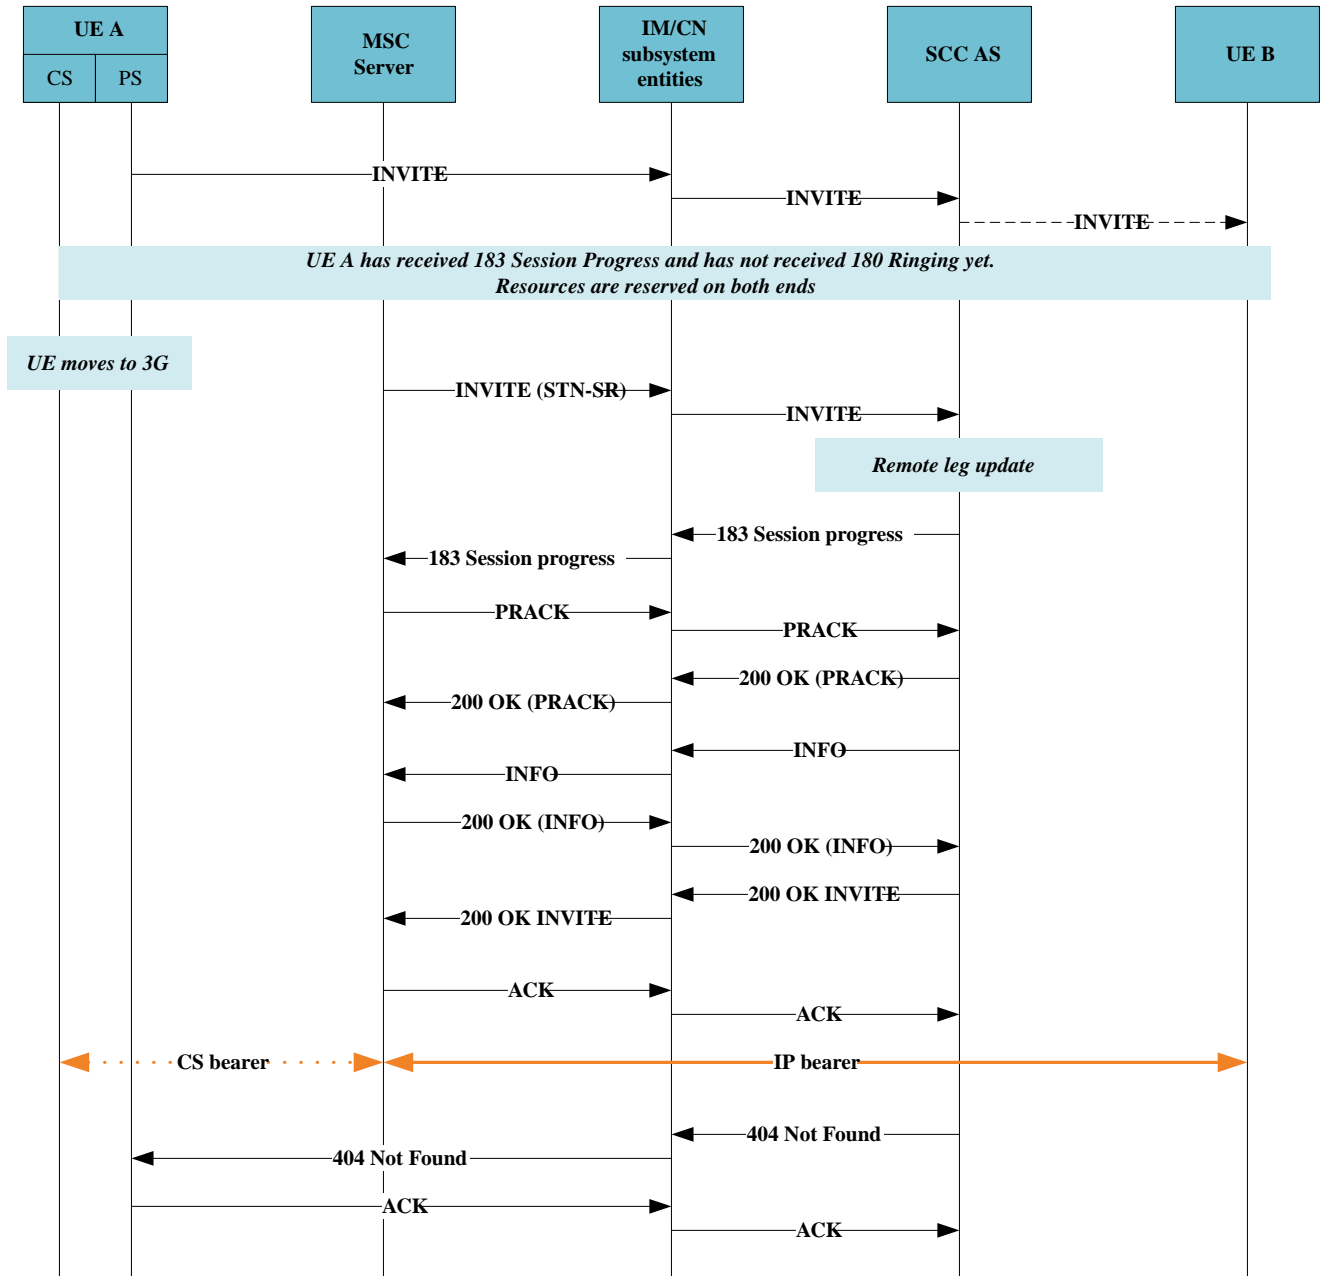 UE A
CS
PS
MSC
Server
IM/CN
subsystem
entities
SCC AS
UE B
INVITE
INVITE
INVITE
UE A has received 183 Session Progress and has not received 180 Ringing yet.
Resources are reserved on both ends
UE moves to 3G
INVITE (STN-SR)
INVITE
Remote leg update
183 Session progress
183 Session progress
PRACK
PRACK
200 OK (PRACK)
200 OK (PRACK)
INFO
INFO
200 OK (INFO)
200 OK (INFO)
200 OK INVITE
200 OK INVITE
ACK
ACK
CS bearer
IP bearer
404 Not Found
404 Not Found
ACK
ACK